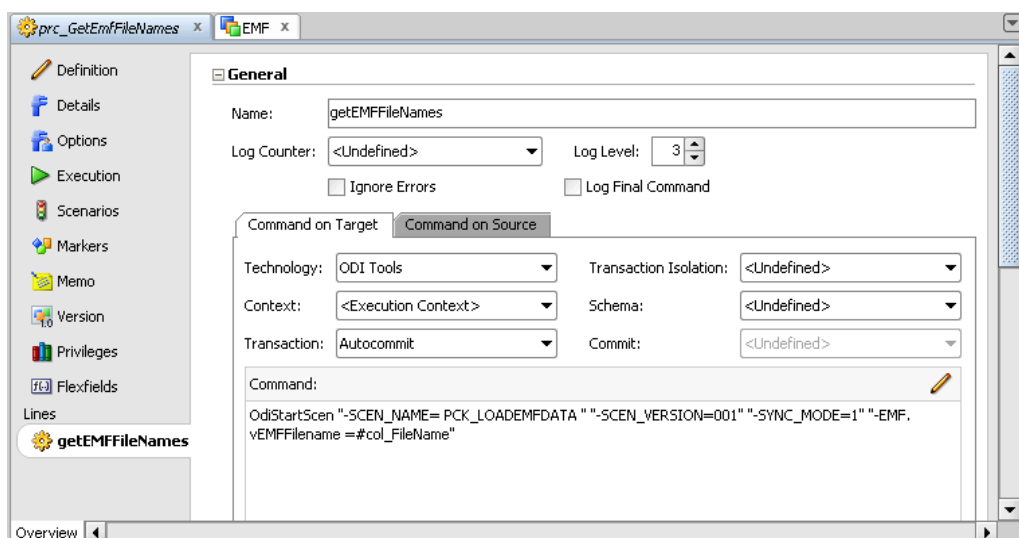 prc_GetEmfFileNames x EMF x
Definition
Details
Options
Execution
Scenarios
Markers
Memo
Version
Privileges
Flexfields
Lines
getEMFFileNames
Overview
General
Name: getEMFFileNames
Log Counter: <Undefined> Log Level: 3
Ignore Errors Log Final Command
Command on Target Command on Source
Technology: ODI Tools Transaction Isolation: <Undefined>
Context: <Execution Context> Schema: <Undefined>
Transaction: Autocommit Commit: <Undefined>
Command:
OdiStartScen "-SCEN_NAME= PCK_LOADEMFDATA " "-SCEN_VERSION=001" "-SYNC_MODE=1" "-EMF.
vEMFFilename =#col_FileName"